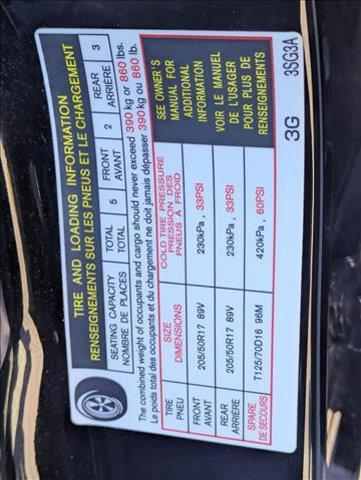 TIRE AND LOADING INFORMATION
RENSEIGNEMENTS SUR LES PNEUS ET LE CHARGEMENT
SEATING CAPACITY TOTAL 5 FRONT 2 REAR 3
NOMBRE DE PLACES TOTAL AVANT ARRIÈRE
The combined weight of occupants and cargo should never exceed 390 kg or 860 lbs.
Le poids total des occupants et du chargement ne doit jamais dépasser 390 kg ou 860 lb.
TIRE SIZE COLD TIRE PRESSURE
PNEU DIMENSIONS PRESSION DES PNEUS À FROID
FRONT AVANT 205/50R17 89V 230kPa, 33PSI
REAR ARRIÈRE 205/50R17 89V 230kPa, 33PSI
SPARE DE SECOURS T125/70D16 96M 420kPa, 60PSI
SEE OWNER'S
MANUAL FOR
ADDITIONAL
INFORMATION
VOIR LE MANUEL
DE L'USAGER
POUR PLUS DE
RENSEIGNEMENTS
3G 3SG3A